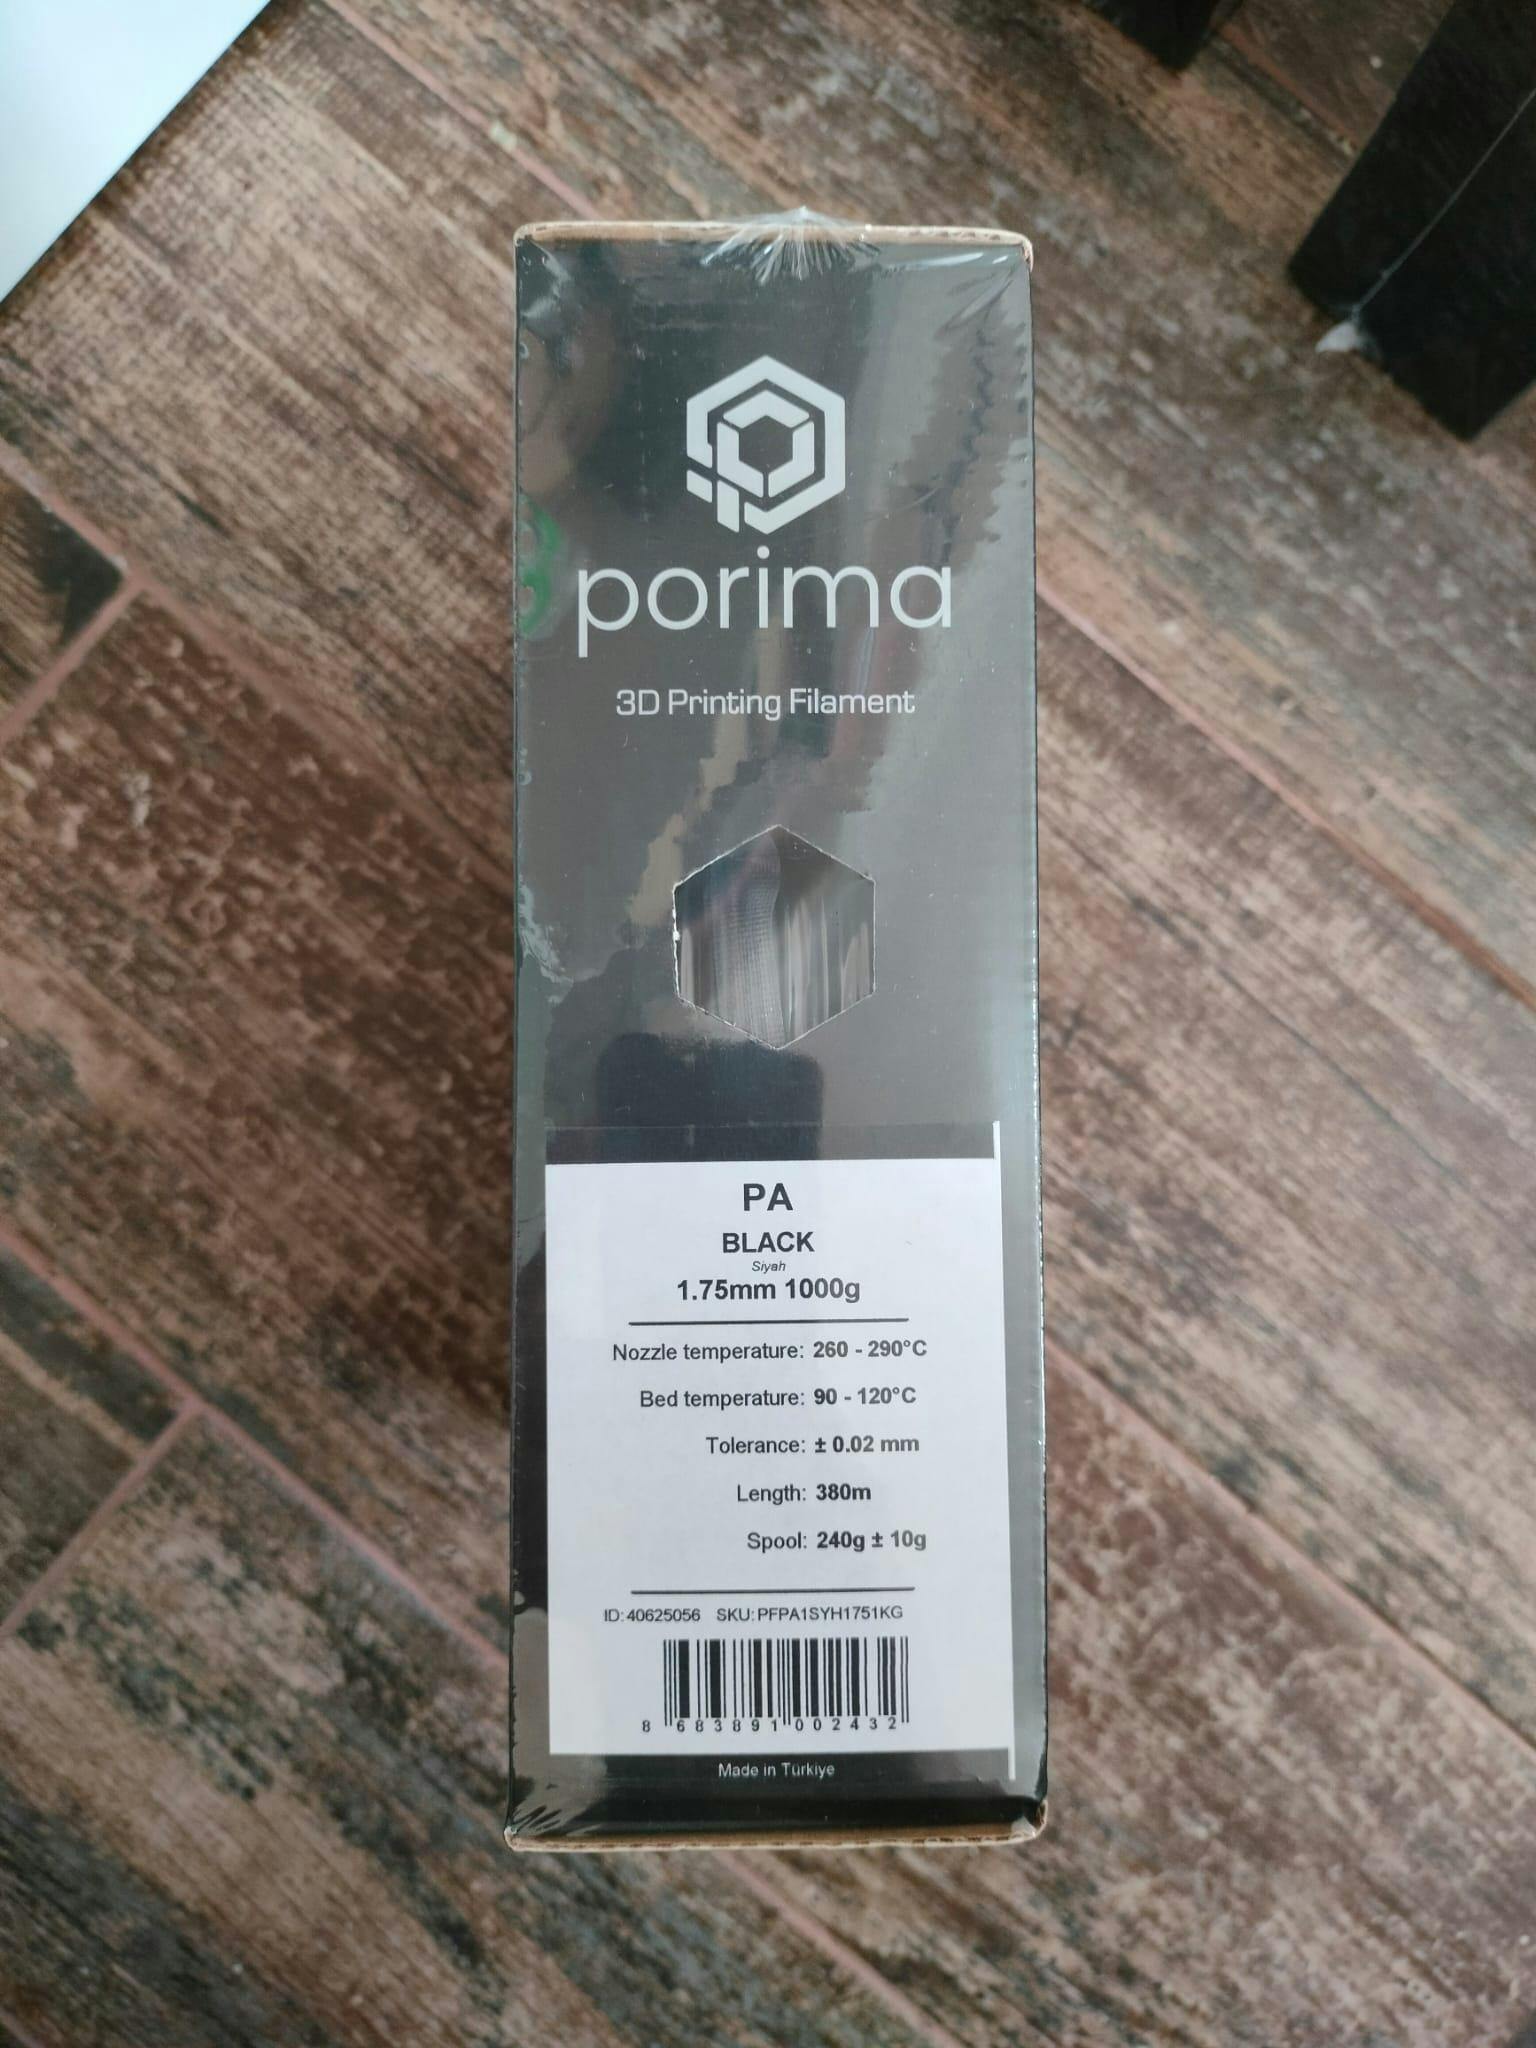 porima
3D Printing Filament
PA
BLACK
Siyah
1.75mm 1000g
Nozzle temperature: 260 - 290°C
Bed temperature: 90 - 120°C
Tolerance: ± 0.02 mm
Length: 380m
Spool: 240g ± 10g
ID:40625056 SKU:PFPA1SYH1751KG
8 683891 002432
Made in Türkiye